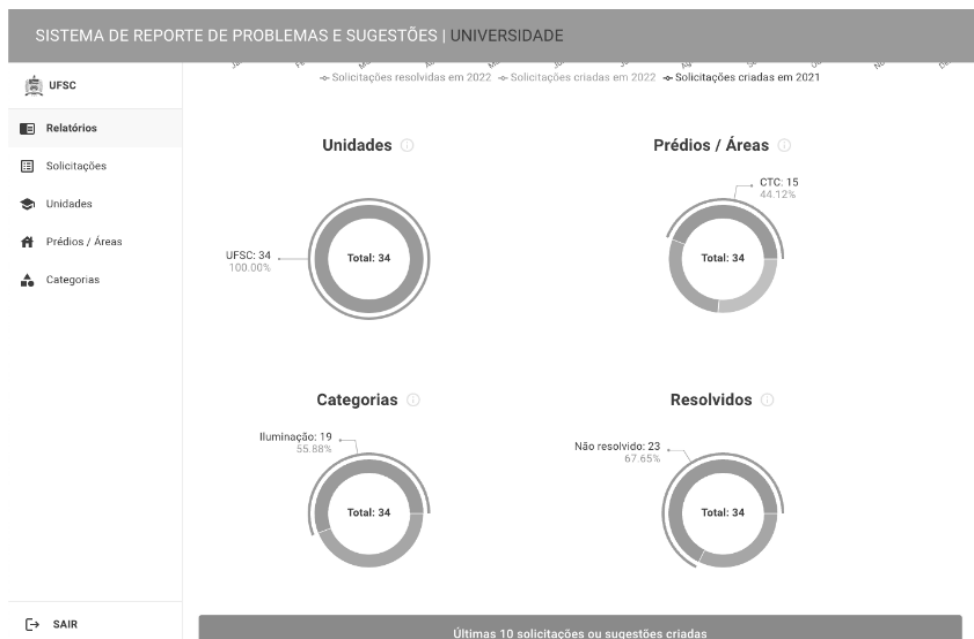 SISTEMA DE REPORTE DE PROBLEMAS E SUGESTÕES | UNIVERSIDADE
UFSC
Relatórios
Solicitações
Unidades
Prédios / Áreas
Categorias
SAIR
Solicitações resolvidas em 2022 Solicitações criadas em 2022 Solicitações criadas em 2021
Unidades
UFSC: 34
100.00%
Total: 34
Prédios / Áreas
CTC: 15
44.12%
Total: 34
Categorias
Iluminação: 19
55.88%
Total: 34
Resolvidos
Não resolvido: 23
67.65%
Total: 34
Últimas 10 solicitações ou sugestões criadas